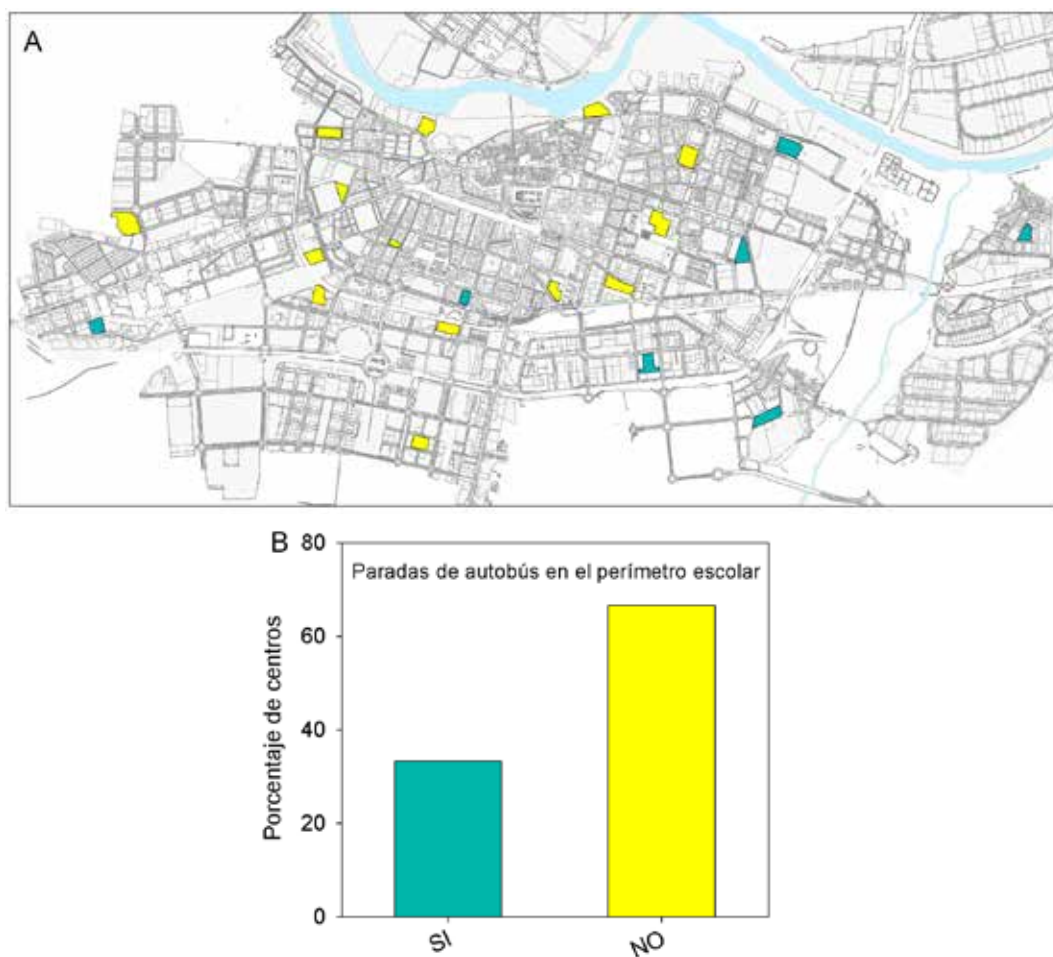 A
B
80
Paradas de autobús en el perímetro escolar
60
40
20
0
Porcentaje de centros
SI
NO